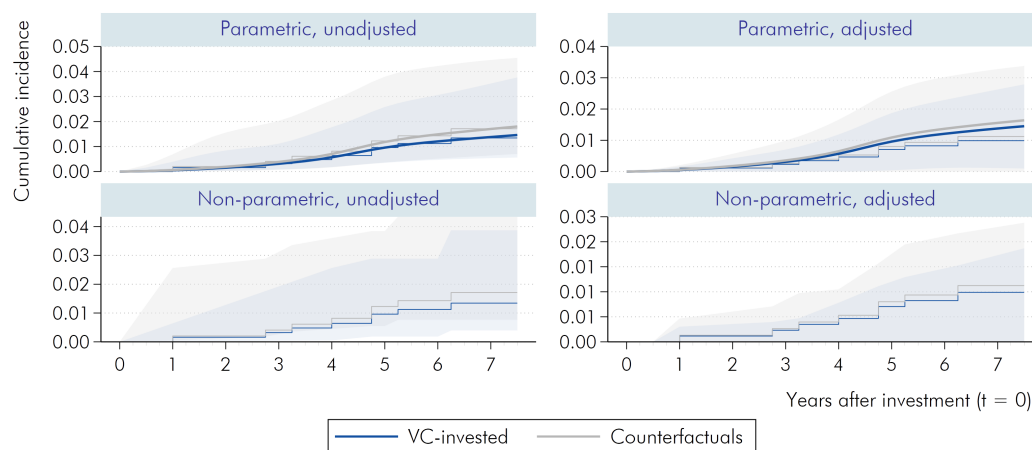 Parametric, unadjusted
Parametric, adjusted
Cumulative incidence
0.05
0.04
0.03
0.02
0.01
0.00
0.04
0.03
0.02
0.01
0.00
Non-parametric, unadjusted
Non-parametric, adjusted
0.04
0.03
0.02
0.01
0.00
0.03
0.02
0.01
0.01
0.01
0.00
0 1 2 3 4 5 6 7
0 1 2 3 4 5 6 7
Years after investment (t = 0)
VC-invested Counterfactuals